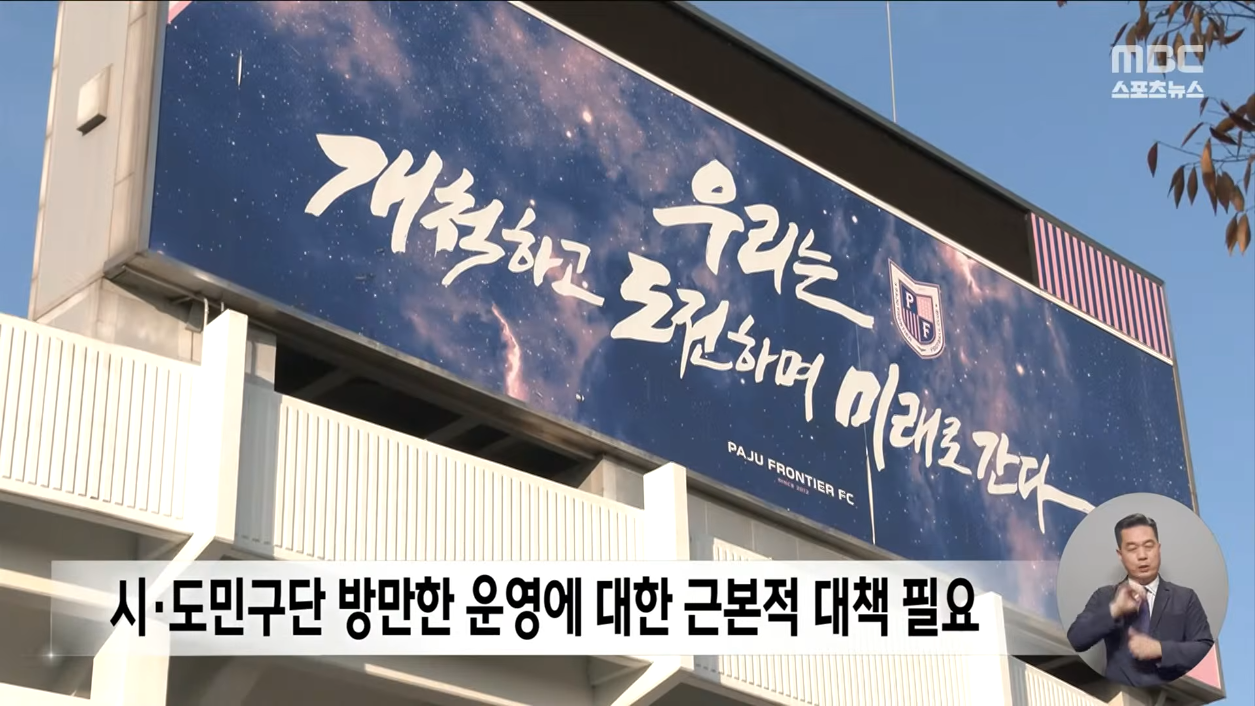 MBC
스포츠뉴스
우리는
개척하고 도전하며 미래로 간다
P
F
PAJU FRONTIER FC
SINCE 2012
시·도민구단 방만한 운영에 대한 근본적 대책 필요